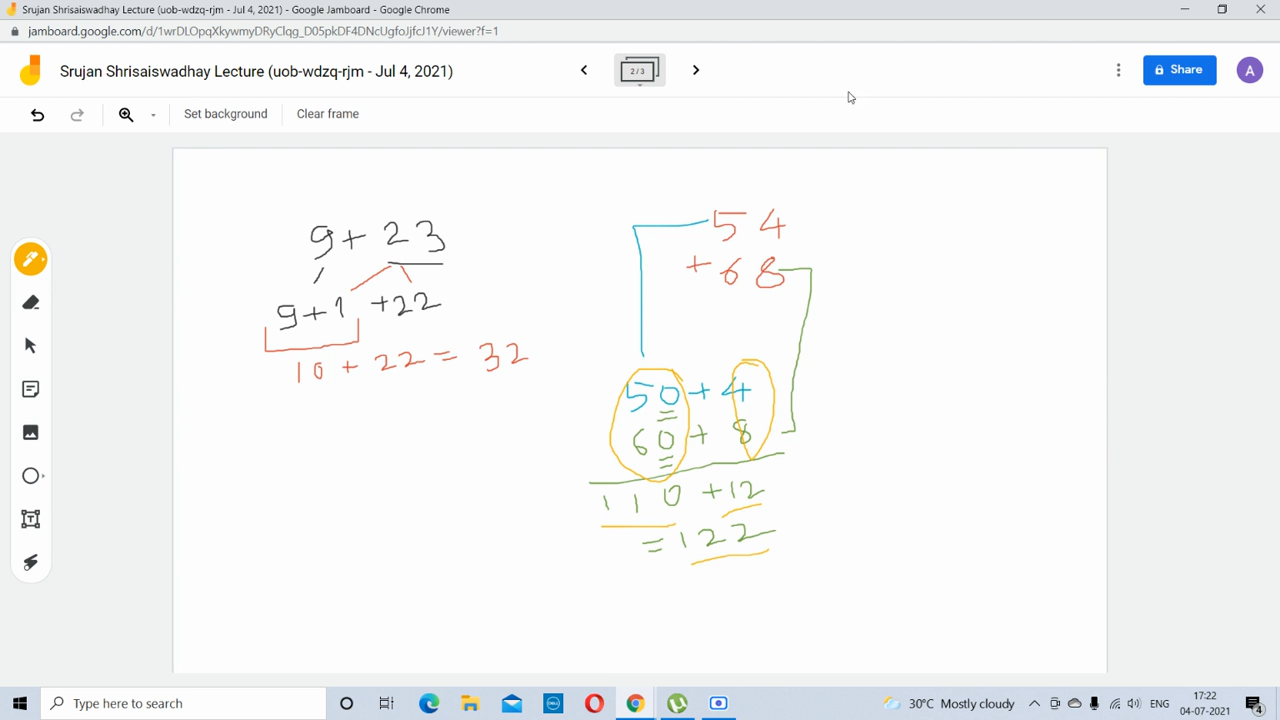 Srujan Shrisaiswadhay Lecture (uob-wdzq-rjm - Jul 4, 2021) - Google Jamboard - Google Chrome
jamboard.google.com/d/1wrDLOpqXkywmyDRyClqg_D05pkDF4DNcUgfoJjfcJ1Y/viewer?f=1
Srujan Shrisaiswadhay Lecture (uob-wdzq-rjm - Jul 4, 2021)
2 / 3
Share
A
Set background
Clear frame
9+ 23
9+1 +22
10 + 22 = 32
54
+68
50+4
60+ 8
110 +12
=122
Type here to search
DELL
30°C Mostly cloudy
ENG
17:22
04-07-2021
4